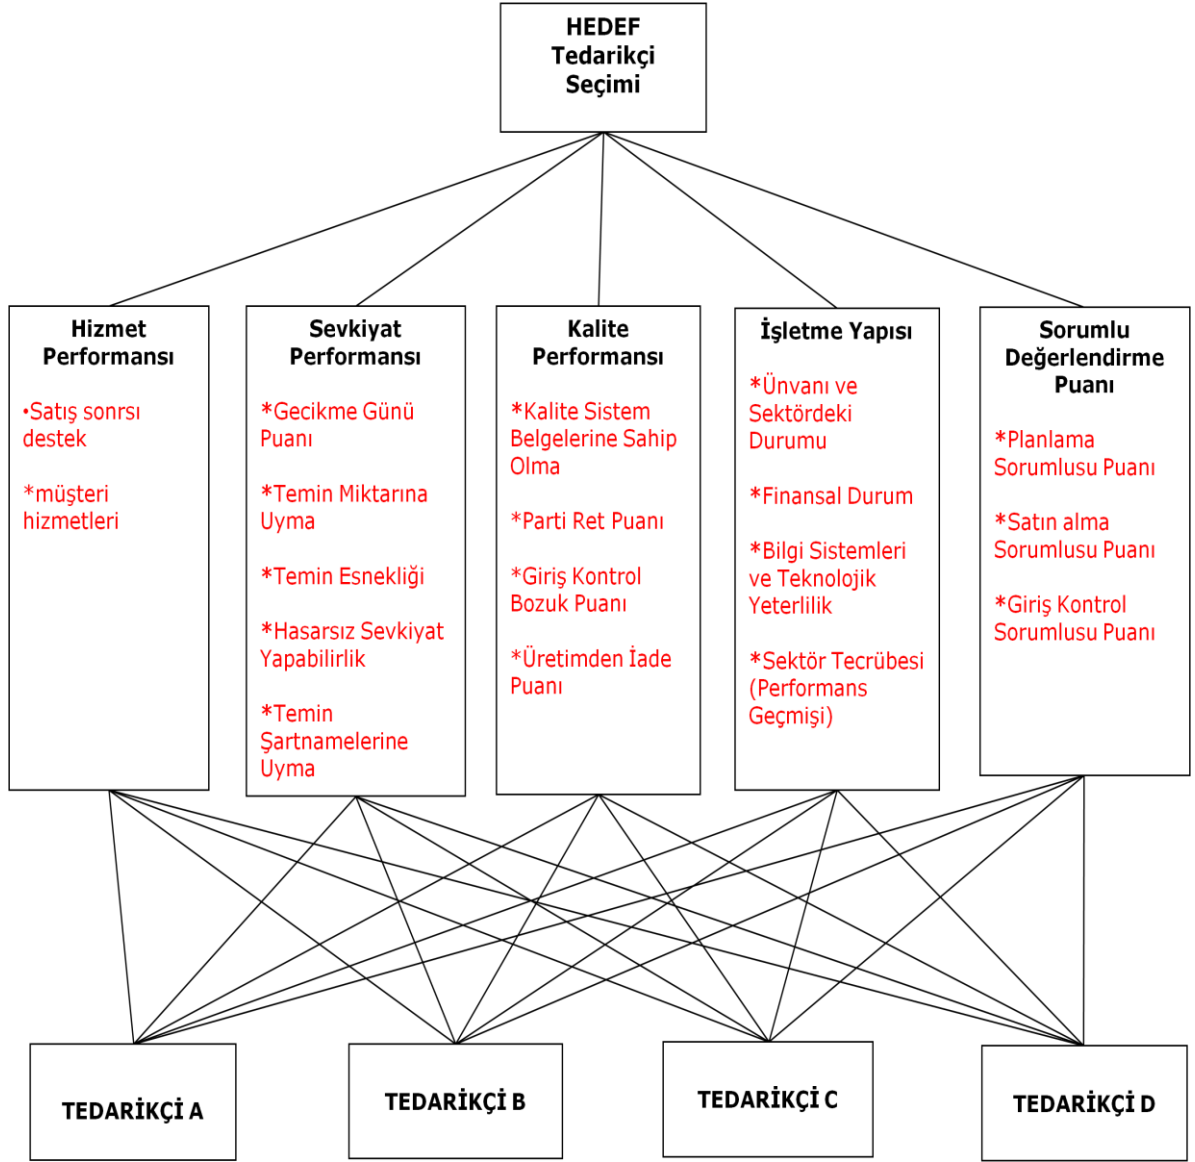 HEDEF
Tedarikçi
Seçimi
Hizmet
Performansı
•Satış sonrsı
destek
*müşteri
hizmetleri
Sevkiyat
Performansı
*Gecikme Günü
Puanı
*Temin Miktarına
Uyma
*Temin Esnekliği
*Hasarsız Sevkiyat
Yapabilirlik
*Temin
Şartnamelerine
Uyma
Kalite
Performansı
*Kalite Sistem
Belgelerine Sahip
Olma
*Parti Ret Puanı
*Giriş Kontrol
Bozuk Puanı
*Üretimden İade
Puanı
İşletme Yapısı
*Ünvanı ve
Sektördeki
Durumu
*Finansal Durum
*Bilgi Sistemleri
ve Teknolojik
Yeterlilik
*Sektör Tecrübesi
(Performans
Geçmişi)
Sorumlu
Değerlendirme
Puanı
*Planlama
Sorumlusu Puanı
*Satın alma
Sorumlusu Puanı
*Giriş Kontrol
Sorumlusu Puanı
TEDARİKÇİ A
TEDARİKÇİ B
TEDARİKÇİ C
TEDARİKÇİ D